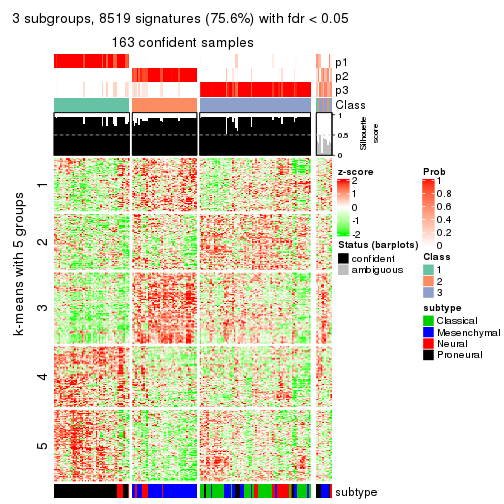 3 subgroups, 8519 signatures (75.6%) with fdr < 0.05
163 confident samples
p1
p2
p3
Class
1
0.5
0
Silhouette
score
k-means with 5 groups
1
2
3
4
5
subtype
z-score
2
1
0
-1
-2
Status (barplots)
confident
ambiguous
Prob
1
0.8
0.6
0.4
0.2
0
Class
1
2
3
subtype
Classical
Mesenchymal
Neural
Proneural